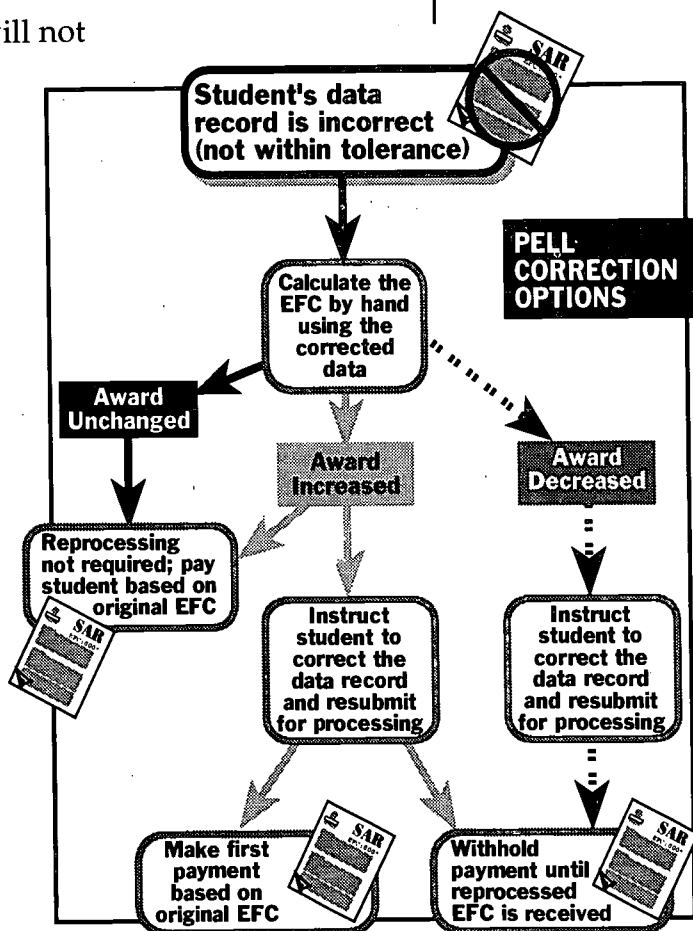 ill not
SAR
Student's data
record is incorrect
(not within tolerance)
PELL
CORRECTION
OPTIONS
Calculate the
EFC by hand
using the
corrected
data
Award
Unchanged
Award
Increased
Award
Decreased
Reprocessing
not required; pay
student based on
original EFC
SAR
Instruct
student to
correct the
data record
and resubmit
for processing
Instruct
student to
correct the
data record
and resubmit
for processing
Make first
payment
based on
original EFC
SAR
Withhold
payment until
reprocessed
EFC is received
SAR